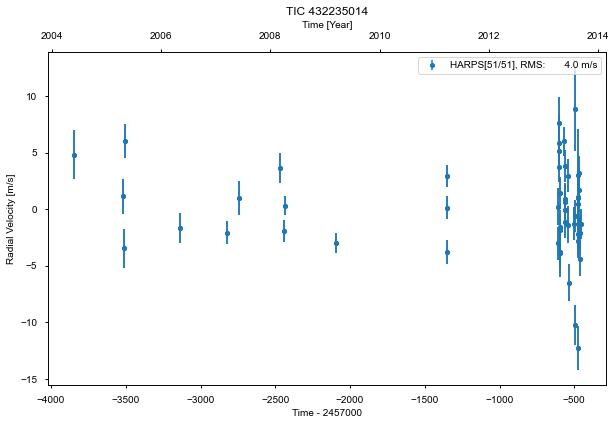 TIC 432235014
Time [Year]
2004 2006 2008 2010 2012 2014
HARPS[51/51], RMS: 4.0 m/s
10
5
0
−5
−10
−15
Radial Velocity [m/s]
−4000 −3500 −3000 −2500 −2000 −1500 −1000 −500
Time - 2457000